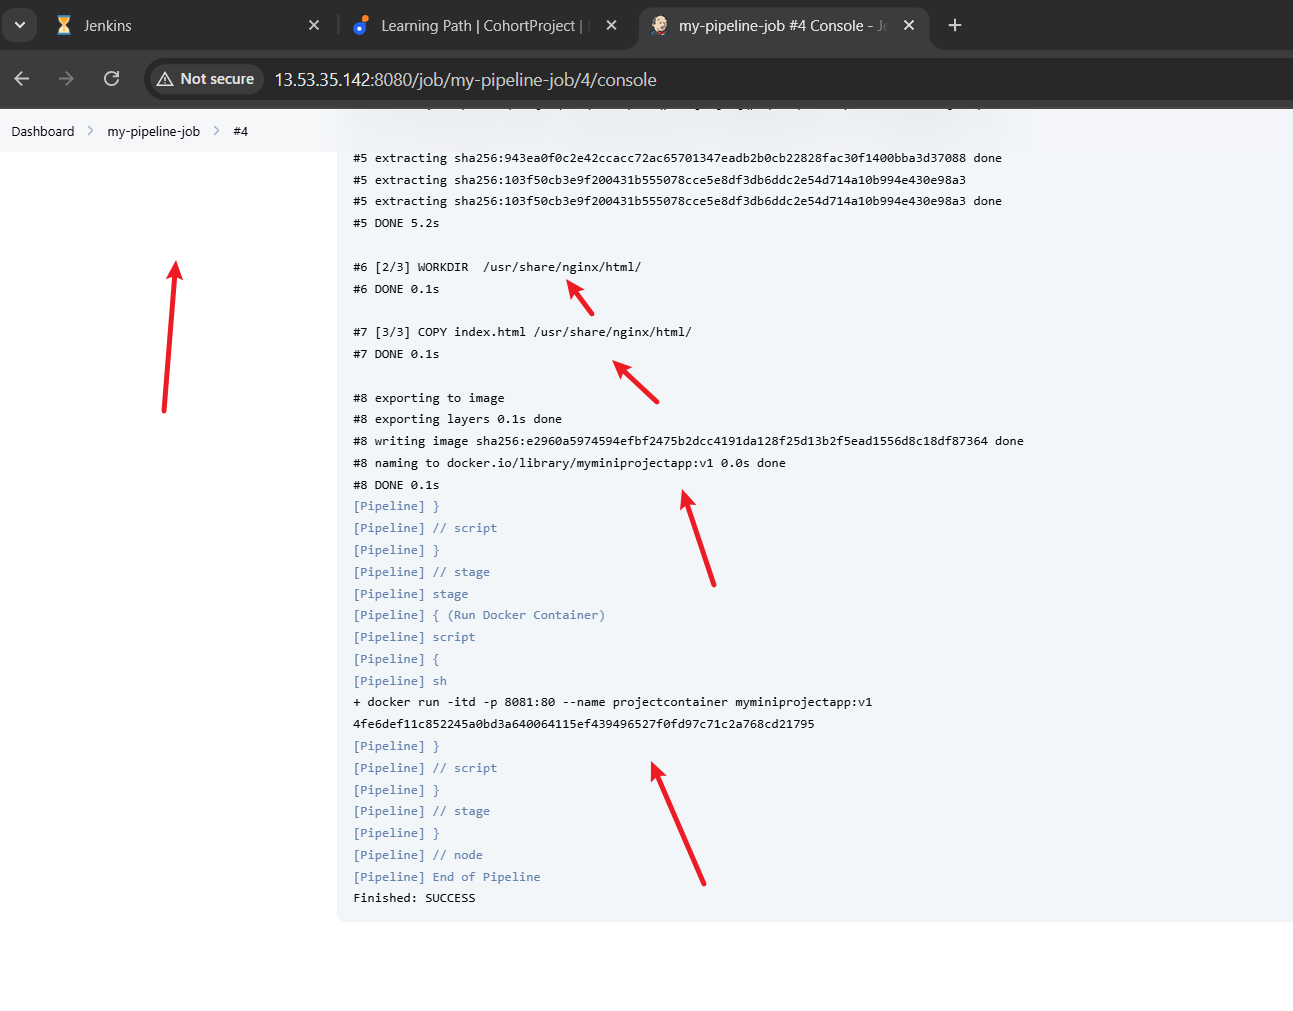 Jenkins
Learning Path | CohortProject |
my-pipeline-job #4 Console - Je
Not secure
13.53.35.142:8080/job/my-pipeline-job/4/console
Dashboard
my-pipeline-job
#4
#5 extracting sha256:943ea0f0c2e42ccacc72ac65701347eadb2b0cb22828fac30f1400bba3d37088 done
#5 extracting sha256:103f50cb3e9f200431b555078cce5e8df3db6ddc2e54d714a10b994e430e98a3
#5 extracting sha256:103f50cb3e9f200431b555078cce5e8df3db6ddc2e54d714a10b994e430e98a3 done
#5 DONE 5.2s
#6 [2/3] WORKDIR  /usr/share/nginx/html/
#6 DONE 0.1s
#7 [3/3] COPY index.html /usr/share/nginx/html/
#7 DONE 0.1s
#8 exporting to image
#8 exporting layers 0.1s done
#8 writing image sha256:e2960a5974594efbf2475b2dcc4191da128f25d13b2f5ead1556d8c18df87364 done
#8 naming to docker.io/library/myminiprojectapp:v1 0.0s done
#8 DONE 0.1s
[Pipeline] }
[Pipeline] // script
[Pipeline] }
[Pipeline] // stage
[Pipeline] stage
[Pipeline] { (Run Docker Container)
[Pipeline] script
[Pipeline] {
[Pipeline] sh
+ docker run -itd -p 8081:80 --name projectcontainer myminiprojectapp:v1
4fe6def11c852245a0bd3a640064115ef439496527f0fd97c71c2a768cd21795
[Pipeline] }
[Pipeline] // script
[Pipeline] }
[Pipeline] // stage
[Pipeline] }
[Pipeline] // node
[Pipeline] End of Pipeline
Finished: SUCCESS